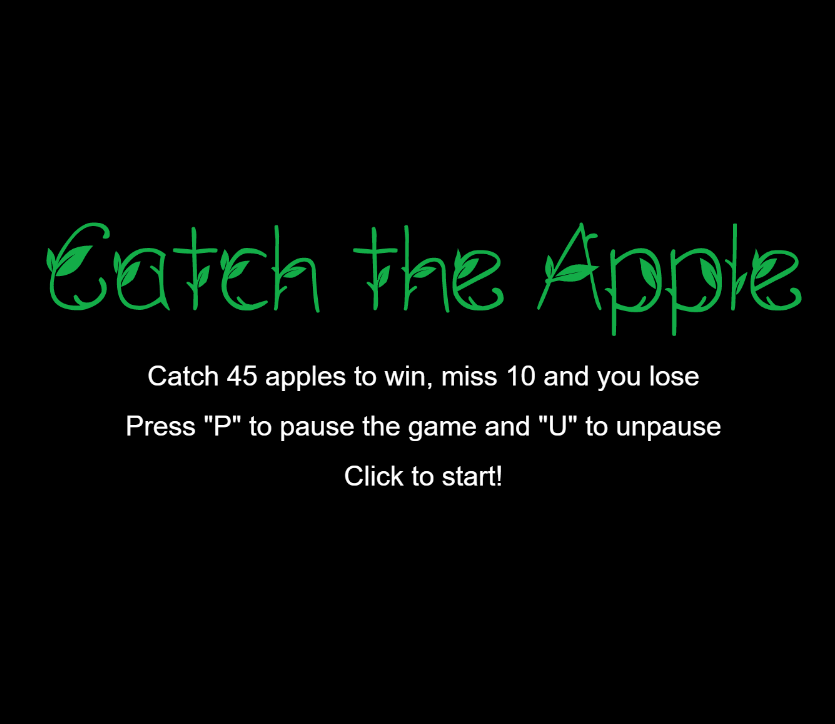 Catch the Apple
Catch 45 apples to win, miss 10 and you lose
Press "P" to pause the game and "U" to unpause
Click to start!